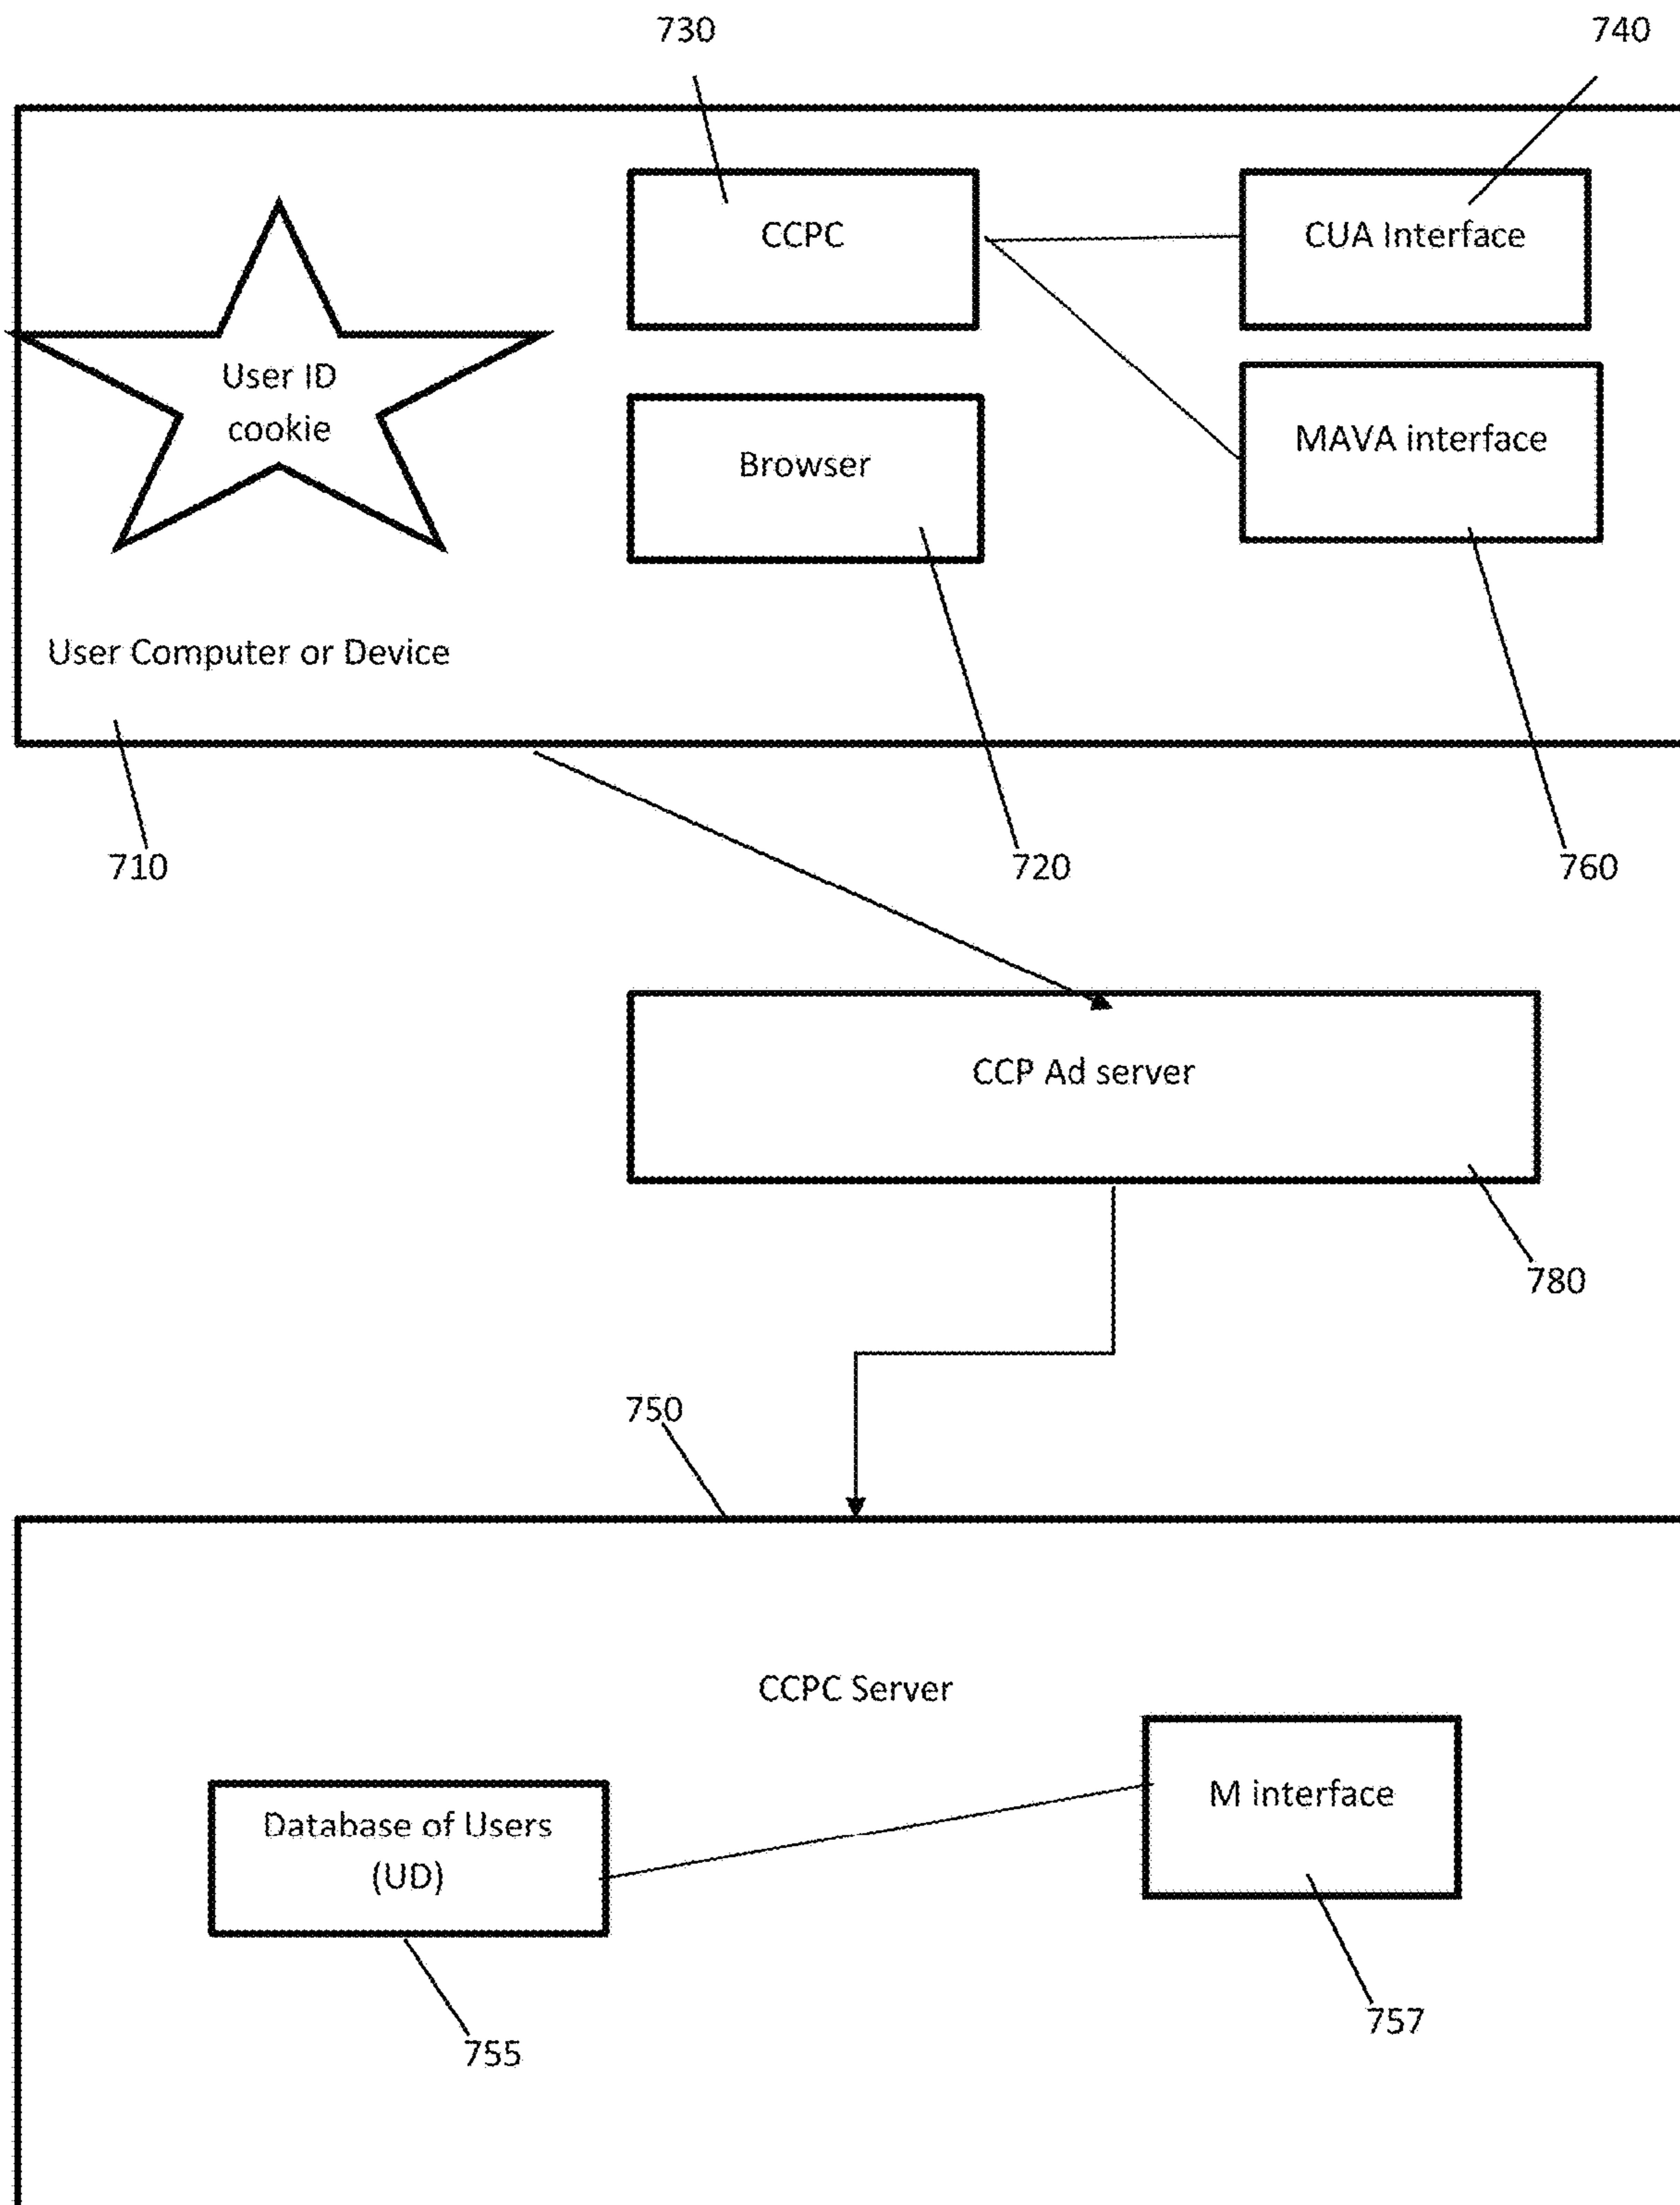 730
740
CCPC
CUA Interface
User ID
cookie
MAVA interface
Browser
User Computer or Device
710
720
760
CCP Ad server
780
750
CCPC Server
M interface
Database of Users
(UD)
757
755